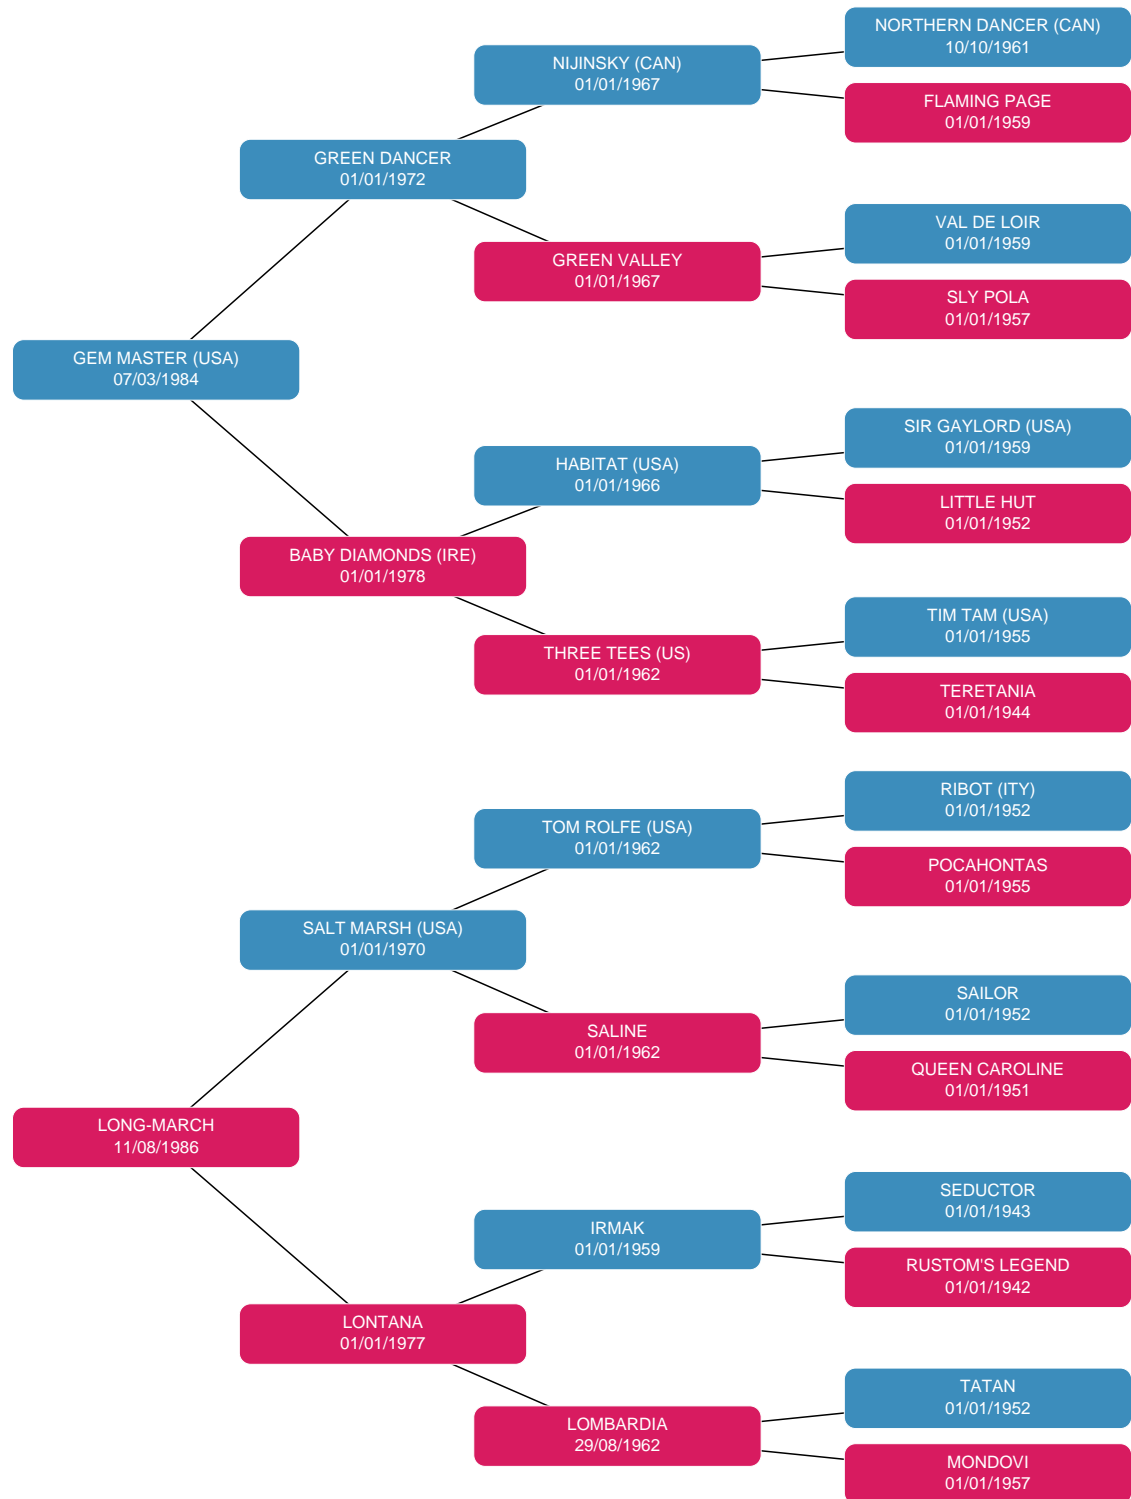 NORTHERN DANCER (CAN)
10/10/1961
NIJINSKY (CAN)
01/01/1967
FLAMING PAGE
01/01/1959
GREEN DANCER
01/01/1972
VAL DE LOIR
01/01/1959
GREEN VALLEY
01/01/1967
SLY POLA
01/01/1957
GEM MASTER (USA)
07/03/1984
SIR GAYLORD (USA)
01/01/1959
HABITAT (USA)
01/01/1966
LITTLE HUT
01/01/1952
BABY DIAMONDS (IRE)
01/01/1978
TIM TAM (USA)
01/01/1955
THREE TEES (US)
01/01/1962
TERETANIA
01/01/1944
RIBOT (ITY)
01/01/1952
TOM ROLFE (USA)
01/01/1962
POCAHONTAS
01/01/1955
SALT MARSH (USA)
01/01/1970
SAILOR
01/01/1952
SALINE
01/01/1962
QUEEN CAROLINE
01/01/1951
LONG-MARCH
11/08/1986
SEDUCTOR
01/01/1943
IRMAK
01/01/1959
RUSTOM'S LEGEND
01/01/1942
LONTANA
01/01/1977
TATAN
01/01/1952
LOMBARDIA
29/08/1962
MONDOVI
01/01/1957